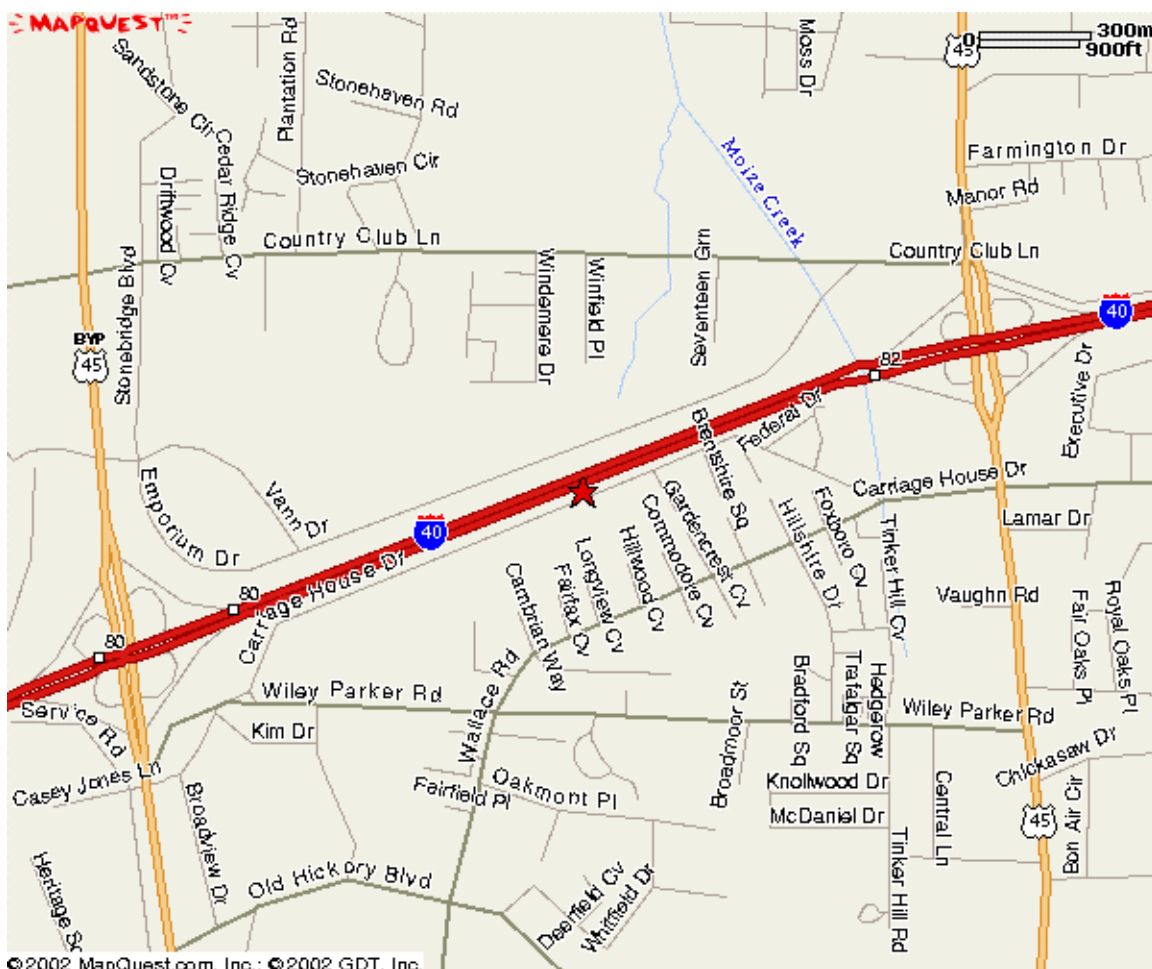 MAPQUEST™
Sandstone Cir
Plantation Rd
Stonehaven Rd
Moss Dr
45
0 300m
900ft
Cedar Ridge Cv
Stonehaven Cir
Driftwood Cv
Moize Creek
Farmington Dr
Manor Rd
Country Club Ln
Country Club Ln
Stonebridge Blvd
Windemere Dr
Winfield Pl
Seventeen Grn
BYP
45
40
82
Executive Dr
Brentshire Sq
Federal Dr
Emporium Dr
Vann Dr
40
Carriage House Dr
Gardencrest Cv
Commodore Cv
Hillshire Dr
Foxboro Cv
Tinker Hill Cv
Lamar Dr
80
80
Carriage House Dr
Cambrian Way
Fairfax Cv
Longview Cv
Hillwood Cv
Vaughn Rd
Fair Oaks Pl
Royal Oaks Pl
Service Rd
Wiley Parker Rd
Wallace Rd
Bradford Sq
Trafalger Sq
Hedgerow
Wiley Parker Rd
Kim Dr
Broadmoor St
Chickasaw Dr
Casey Jones Ln
Fairfield Pl
Oakmont Pl
Knollwood Dr
McDaniel Dr
Broadview Dr
Central Ln
45
Bon Air Cir
Heritage Sq
Old Hickory Blvd
Deerfield Cv
Whitfield Dr
Tinker Hill Rd
©2002 MapQuest.com, Inc.; ©2002 GDT, Inc.